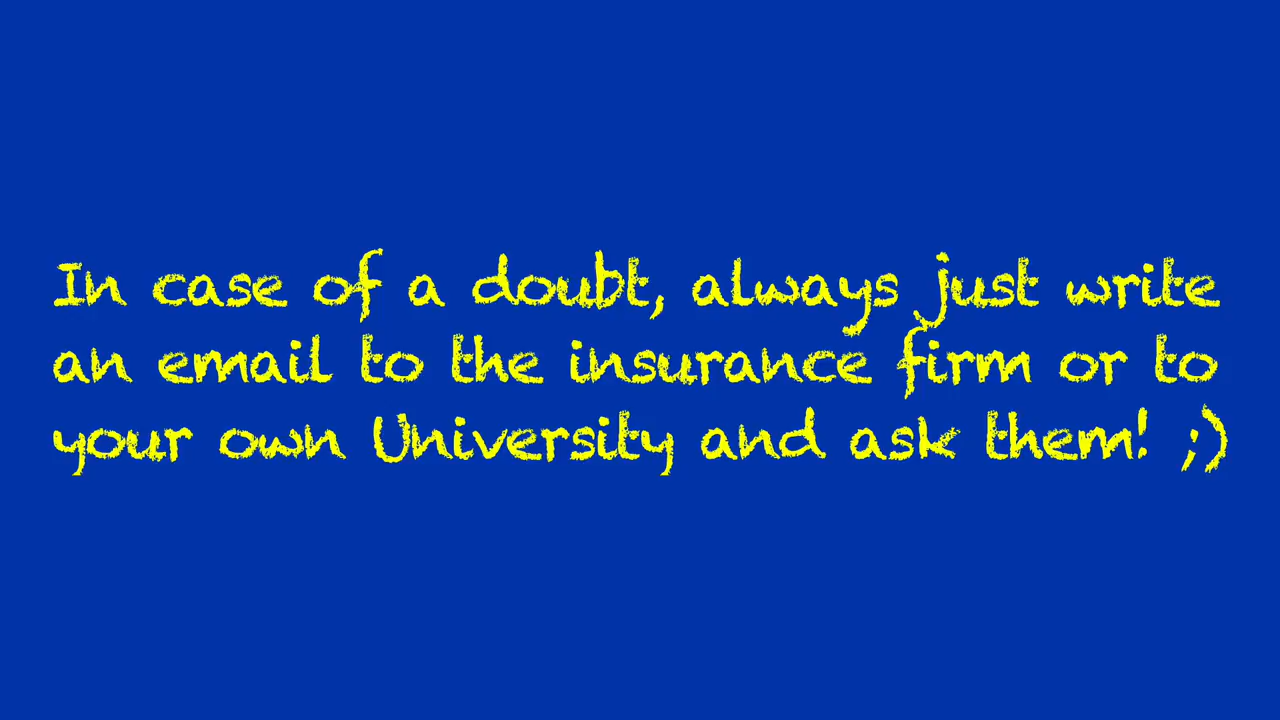 In case of a doubt, always just write
an email to the insurance firm or to
your own University and ask them! ;)